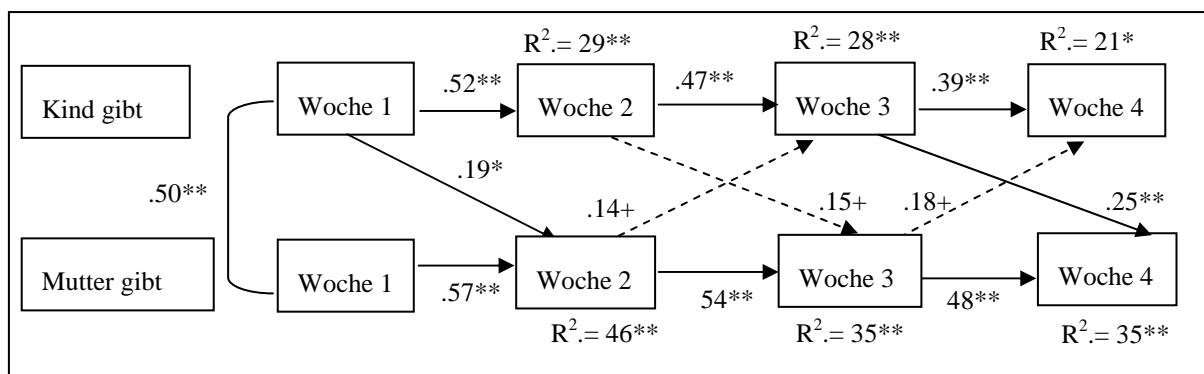 R².= 29** R².= 28** R².= 21*
Kind gibt Woche 1 .52** Woche 2 .47** Woche 3 .39** Woche 4
.50** .19* .14+ .15+ .18+ .25**
Mutter gibt Woche 1 .57** Woche 2 54** Woche 3 48** Woche 4
R².= 46** R².= 35** R².= 35**